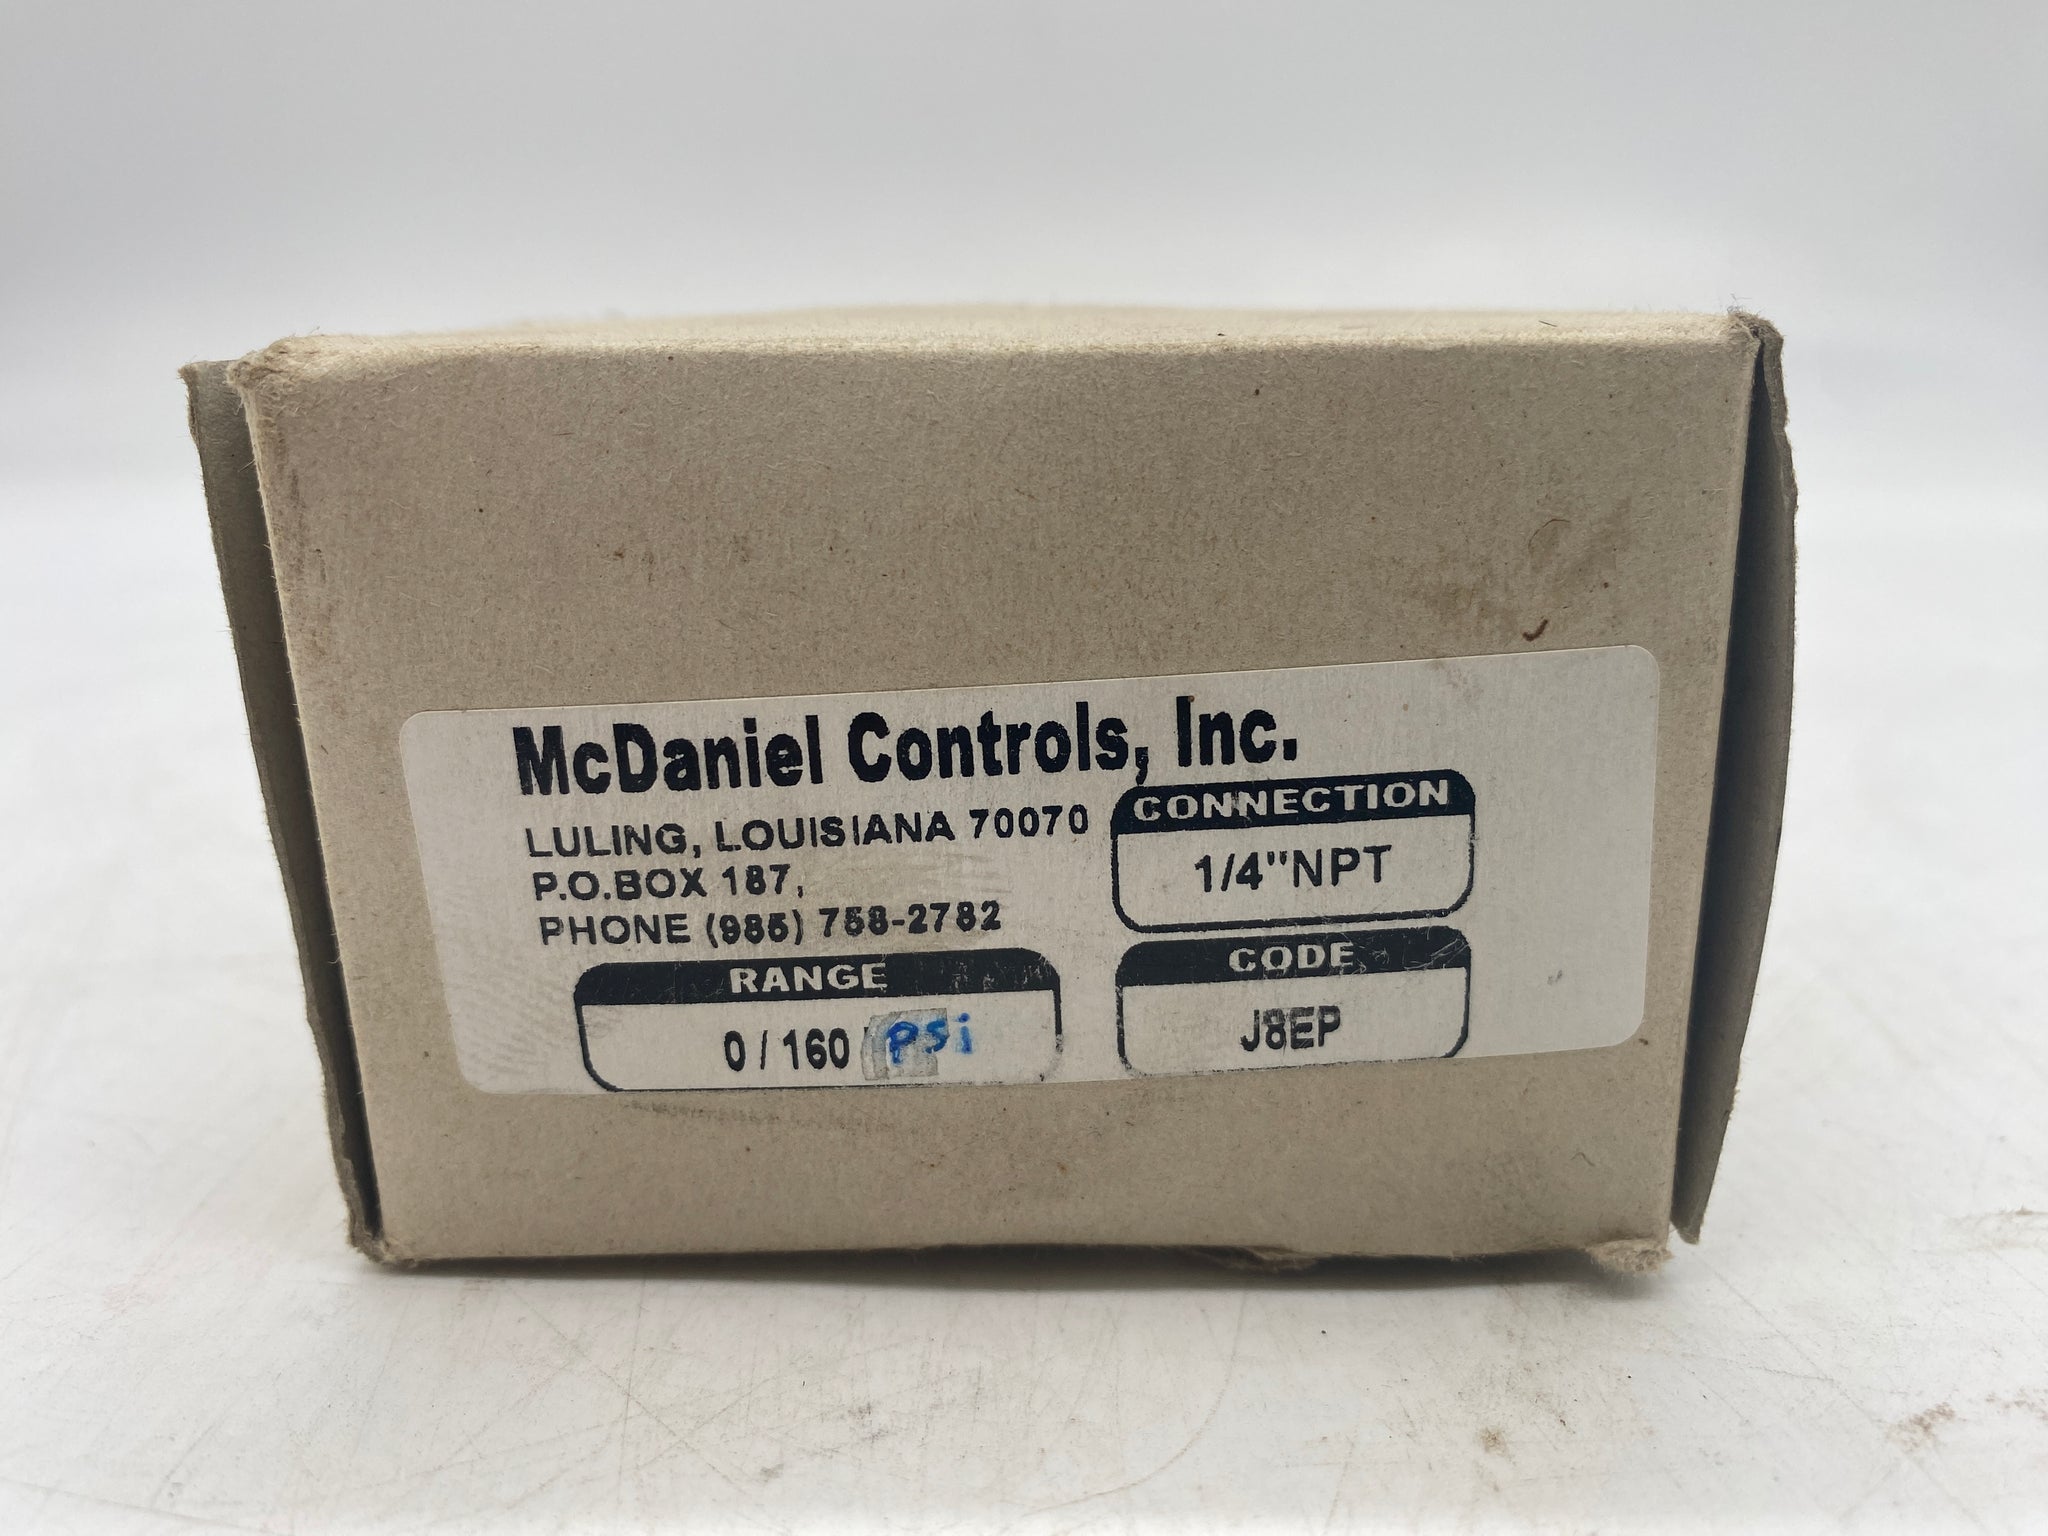 McDaniel Controls, Inc.
LULING, LOUISIANA 70070
P.O.BOX 187,
PHONE (985) 758-2782
CONNECTION
1/4"NPT
RANGE
0 / 160 psi
CODE
J8EP